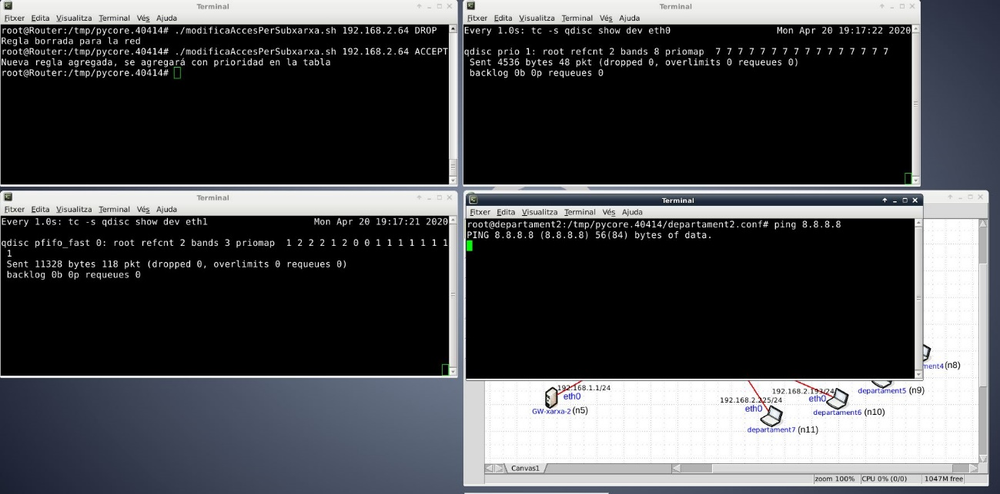 Terminal
Fitxer Edita Visualitza Terminal Vés Ajuda
root@Router:/tmp/pycore.40414# ./modificaAccesPerSubxarxa.sh 192.168.2.64 DROP
Regla borrada para la red
root@Router:/tmp/pycore.40414# ./modificaAccesPerSubxarxa.sh 192.168.2.64 ACCEPT
Nueva regla agregada, se agregará con prioridad en la tabla
root@Router:/tmp/pycore.40414#
Terminal
Fitxer Edita Visualitza Terminal Vés Ajuda
Every 1.0s: tc -s qdisc show dev eth0 Mon Apr 20 19:17:22 2020
qdisc prio 1: root refcnt 2 bands 8 priomap 7 7 7 7 7 7 7 7 7 7 7 7 7 7 7 7
Sent 4536 bytes 48 pkt (dropped 0, overlimits 0 requeues 0)
backlog 0b 0p requeues 0
Terminal
Fitxer Edita Visualitza Terminal Vés Ajuda
Every 1.0s: tc -s qdisc show dev eth1 Mon Apr 20 19:17:21 2020
qdisc pfifo_fast 0: root refcnt 2 bands 3 priomap 1 2 2 2 1 2 0 0 1 1 1 1 1 1 1
1
Sent 11328 bytes 118 pkt (dropped 0, overlimits 0 requeues 0)
backlog 0b 0p requeues 0
Terminal
Fitxer Edita Visualitza Terminal Vés Ajuda
root@departament2:/tmp/pycore.40414/departament2.conf# ping 8.8.8.8
PING 8.8.8.8 (8.8.8.8) 56(84) bytes of data.
ment4 (n8)
192.168.1.1/24
eth0
GW-xarxa-2 (n5)
192.168.2.225/24
eth0
departament7 (n11)
192.168.2.193/24
eth0
departament6 (n10)
departament5 (n9)
Canvas1
zoom 100% CPU 0% (0/0) 1047M free